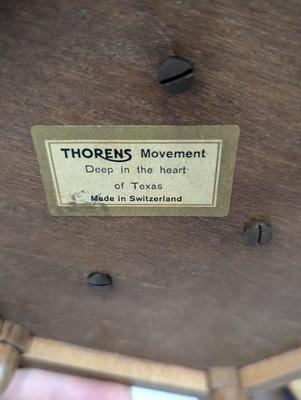 THORENS Movement
Deep in the heart
of Texas
Made in Switzerland